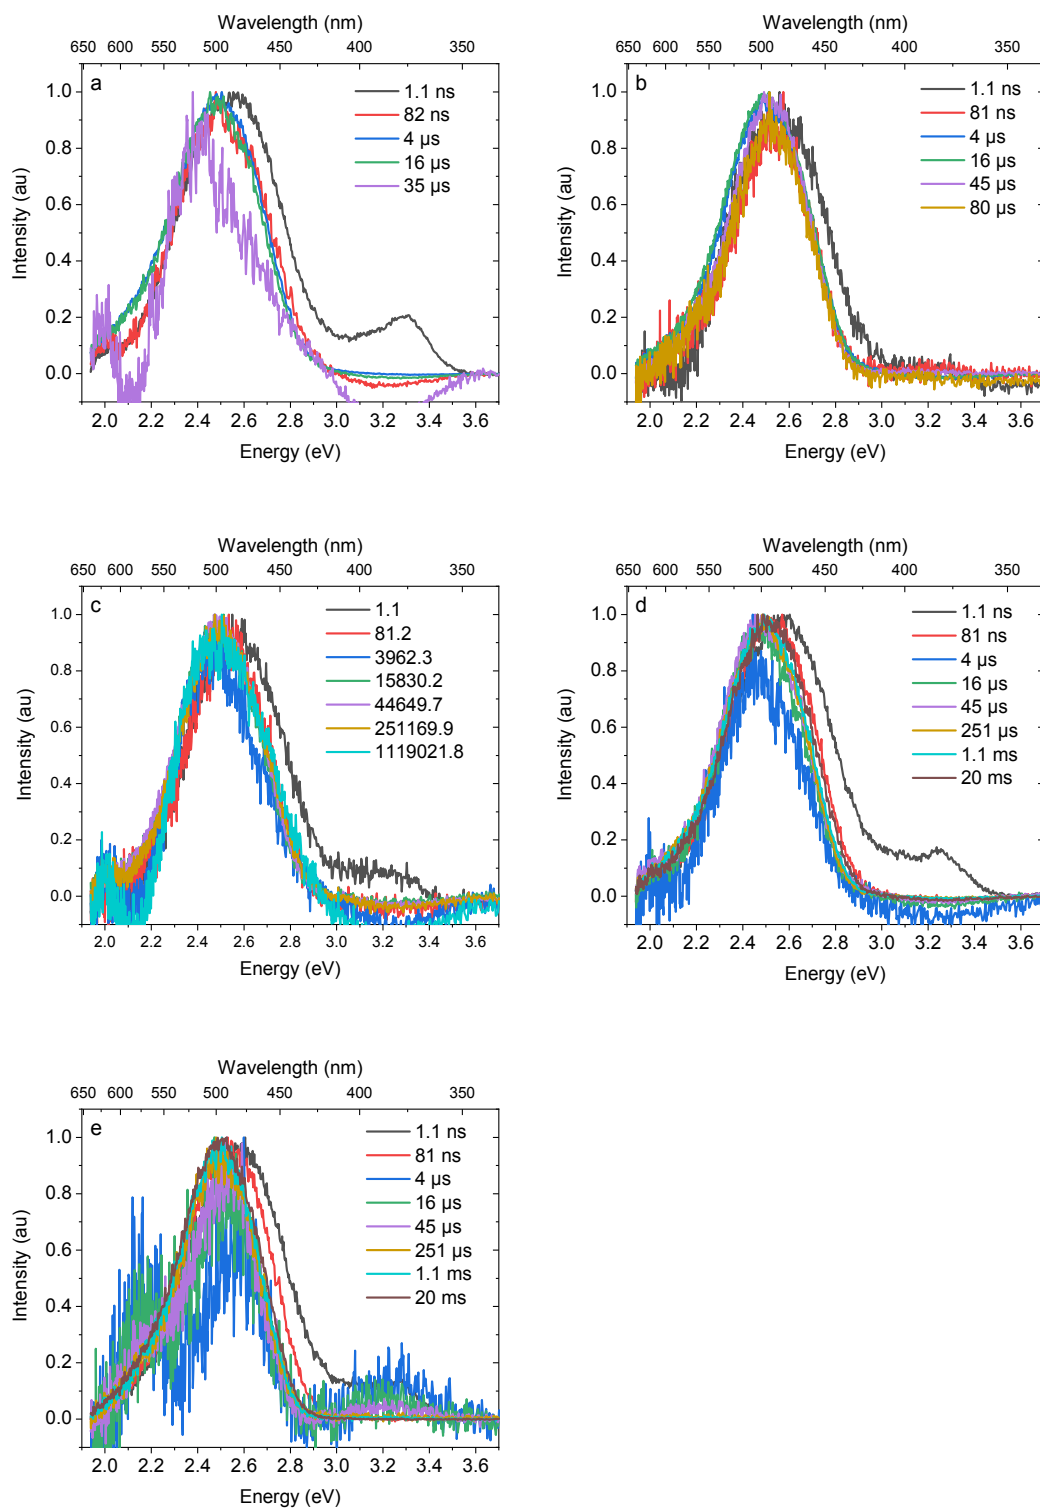 Wavelength (nm)
650 600 550 500 450 400 350
a
1.1 ns
82 ns
4 µs
16 µs
35 µs
Intensity (au)
1.0
0.8
0.6
0.4
0.2
0.0
2.0 2.2 2.4 2.6 2.8 3.0 3.2 3.4 3.6
Energy (eV)
Wavelength (nm)
650 600 550 500 450 400 350
b
1.1 ns
81 ns
4 µs
16 µs
45 µs
80 µs
Intensity (au)
1.0
0.8
0.6
0.4
0.2
0.0
2.0 2.2 2.4 2.6 2.8 3.0 3.2 3.4 3.6
Energy (eV)
Wavelength (nm)
650 600 550 500 450 400 350
c
1.1
81.2
3962.3
15830.2
44649.7
251169.9
1119021.8
Intensity (au)
1.0
0.8
0.6
0.4
0.2
0.0
2.0 2.2 2.4 2.6 2.8 3.0 3.2 3.4 3.6
Energy (eV)
Wavelength (nm)
650 600 550 500 450 400 350
d
1.1 ns
81 ns
4 µs
16 µs
45 µs
251 µs
1.1 ms
20 ms
Intensity (au)
1.0
0.8
0.6
0.4
0.2
0.0
2.0 2.2 2.4 2.6 2.8 3.0 3.2 3.4 3.6
Energy (eV)
Wavelength (nm)
650 600 550 500 450 400 350
e
1.1 ns
81 ns
4 µs
16 µs
45 µs
251 µs
1.1 ms
20 ms
Intensity (au)
1.0
0.8
0.6
0.4
0.2
0.0
2.0 2.2 2.4 2.6 2.8 3.0 3.2 3.4 3.6
Energy (eV)